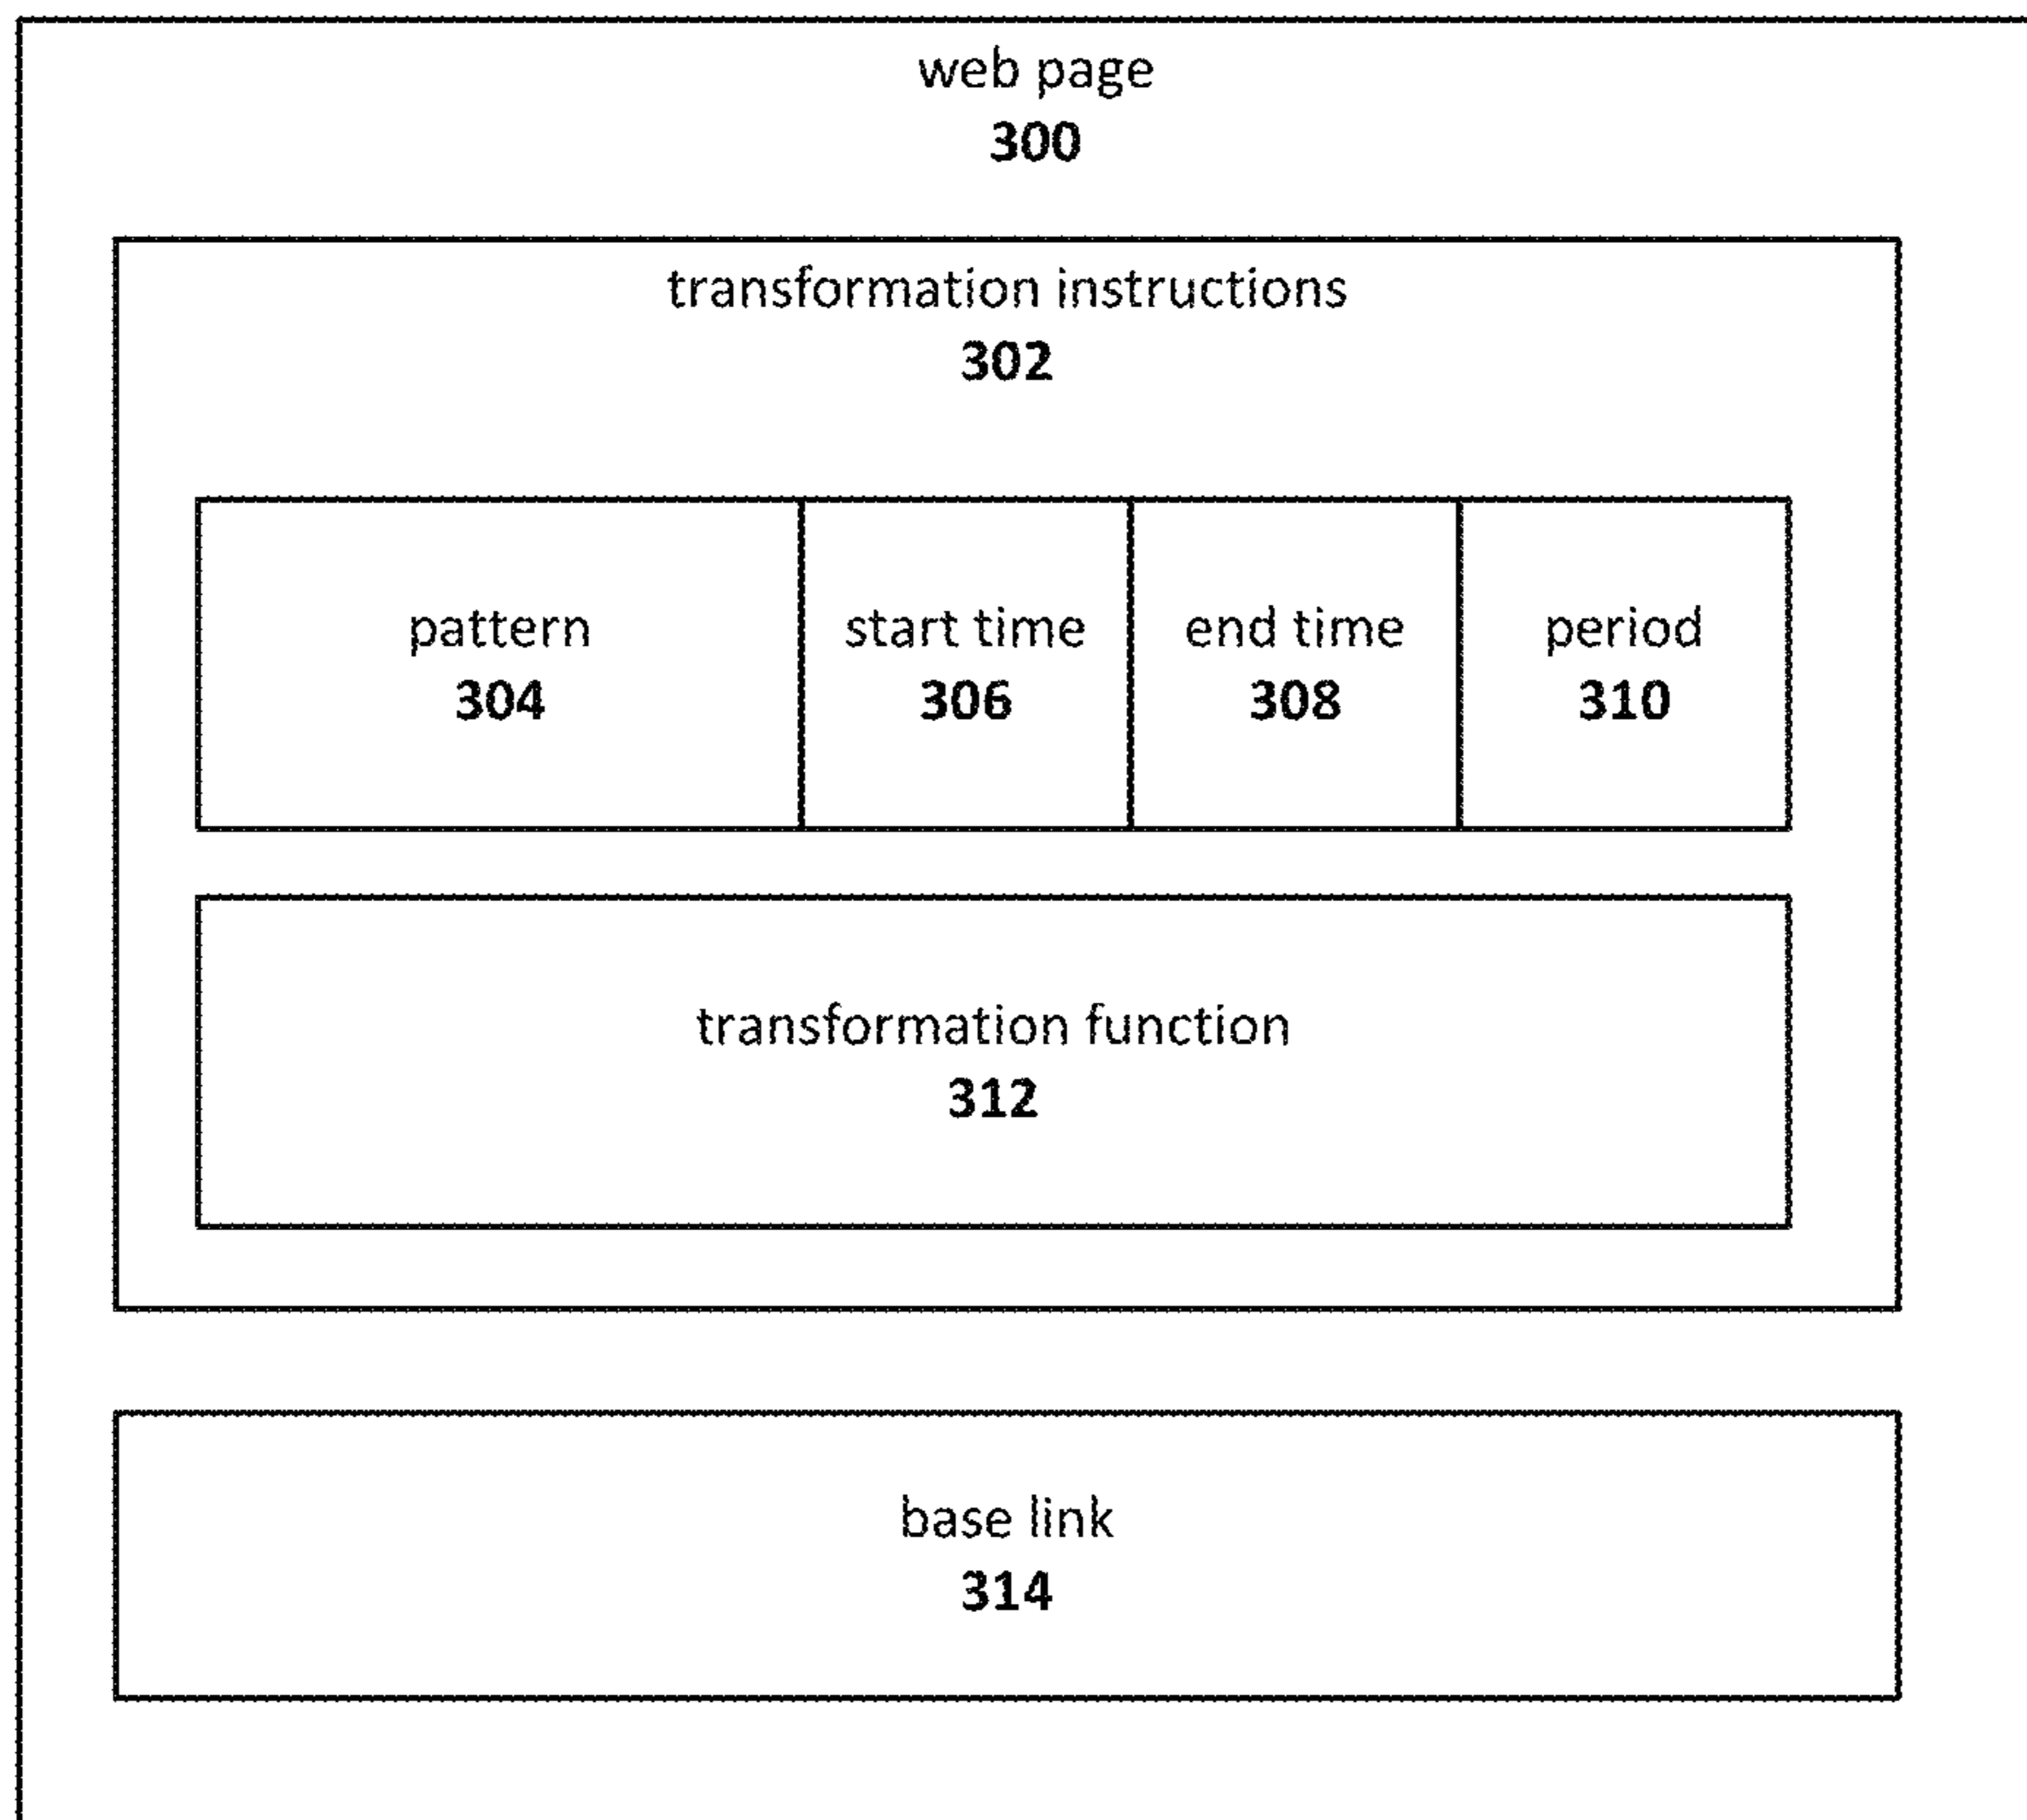 web page
300
transformation instructions
302
pattern
304
start time
306
end time
308
period
310
transformation function
312
base link
314